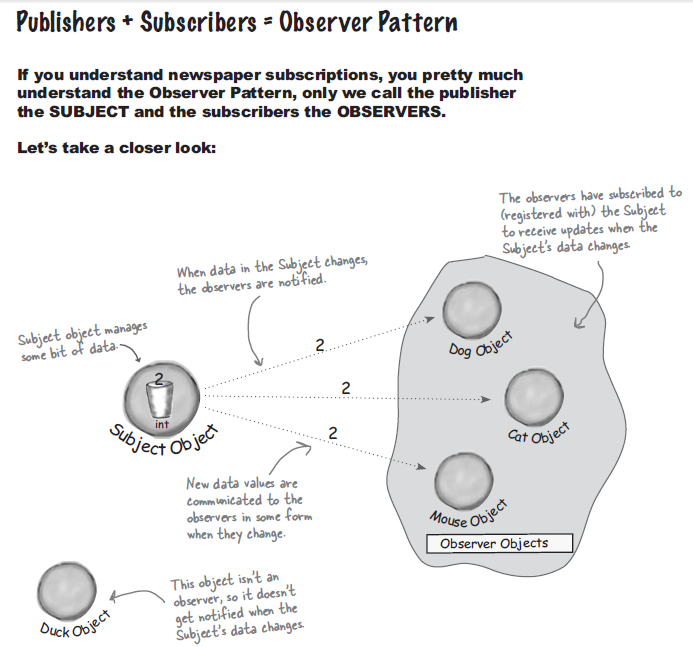 Publishers + Subscribers = Observer Pattern
If you understand newspaper subscriptions, you pretty much
understand the Observer Pattern, only we call the publisher
the SUBJECT and the subscribers the OBSERVERS.
Let's take a closer look:
The observers have subscribed to
(registered with) the Subject
to receive updates when the
Subject's data changes.
When data in the Subject changes,
the observers are notified.
Subject object manages
some bit of data.
2
int
Subject Object
2
2
2
Dog Object
Cat Object
Mouse Object
Observer Objects
New data values are
communicated to the
observers in some form
when they change.
Duck Object
This object isn't an
observer, so it doesn't
get notified when the
Subject's data changes.